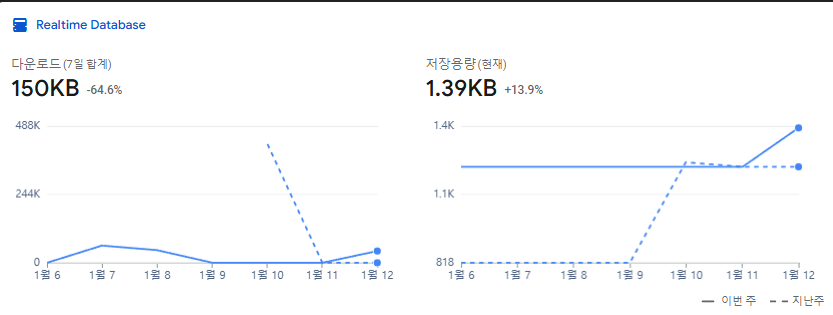 Realtime Database
다운로드 (7일 합계)
150KB -64.6%
488K
244K
0
1월 6 1월 7 1월 8 1월 9 1월 10 1월 11 1월 12
저장용량 (현재)
1.39KB +13.9%
1.4K
1.1K
818
1월 6 1월 7 1월 8 1월 9 1월 10 1월 11 1월 12
이번 주 지난주